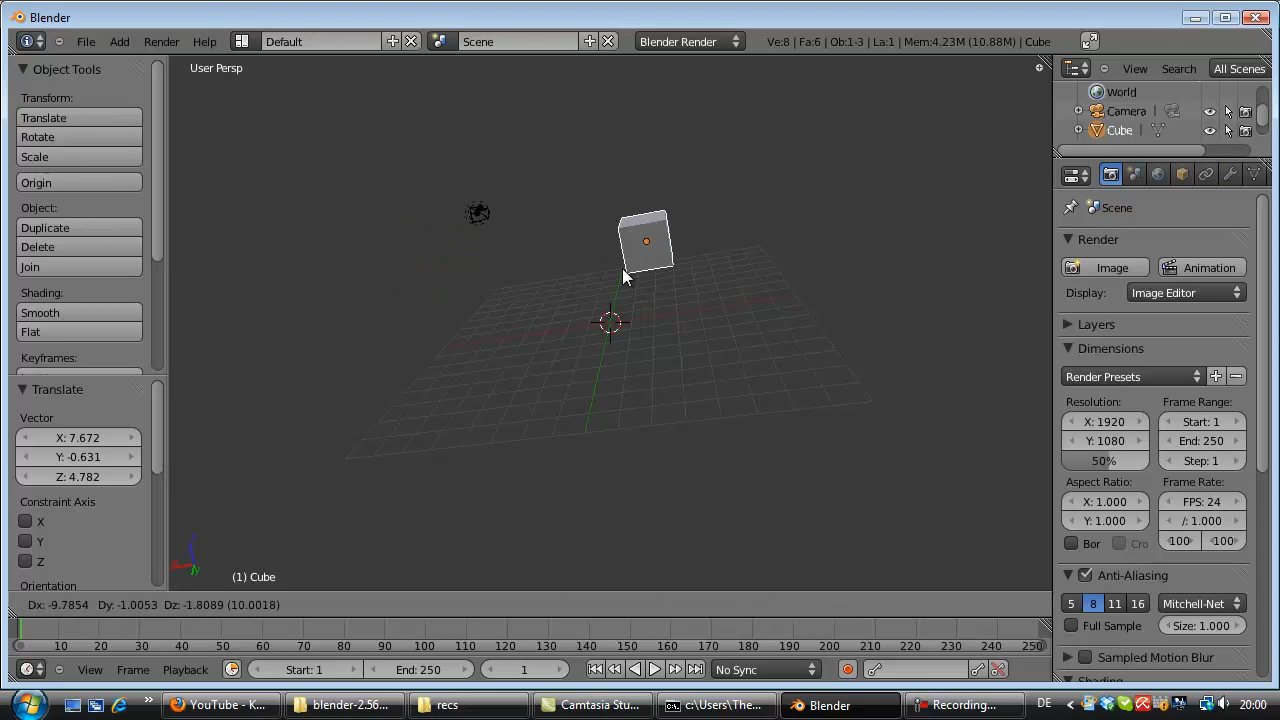 Blender
File Add Render Help Default Scene Blender Render Ve:8 | Fa:6 | Ob:1-3 | La:1 | Mem:4.23M (10.88M) | Cube
Object Tools
User Persp
View Search All Scenes
World
Camera
Cube
Transform:
Translate
Rotate
Scale
Origin
Object:
Duplicate
Delete
Join
Shading:
Smooth
Flat
Keyframes:
Translate
Vector
X: 7.672
Y: -0.631
Z: 4.782
Constraint Axis
X
Y
Z
Orientation
(1) Cube
Scene
Render
Image Animation
Display: Image Editor
Layers
Dimensions
Render Presets
Resolution: Frame Range:
X: 1920 Start: 1
Y: 1080 End: 250
50% Step: 1
Aspect Ratio: Frame Rate:
X: 1.000 FPS: 24
Y: 1.000 /: 1.000
Bor Cro 100 100
Anti-Aliasing
5 8 11 16 Mitchell-Net
Full Sample Size: 1.000
Sampled Motion Blur
Dx: -9.7854 Dy: -1.0053 Dz: -1.8089 (10.0018)
10 20 30 40 50 60 70 80 90 100 110 120 130 140 150 160 170 180 190 200 210 220 230 240 250
View Frame Playback Start: 1 End: 250 1 No Sync
YouTube - K... blender-2.56... recs Camtasia Stu... c:\Users\The... Blender Recording... DE 20:00